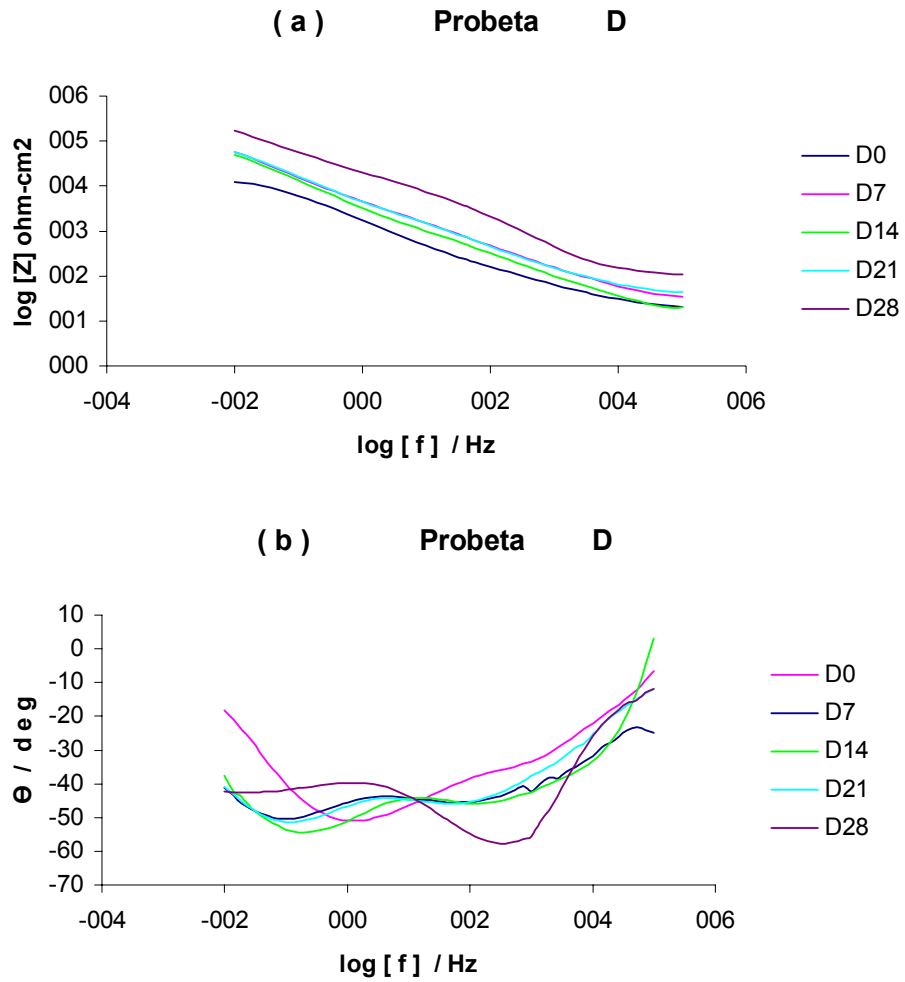 ( a ) Probeta D
006
005
004
003
002
001
000
-004 -002 000 002 004 006
log [Z] ohm-cm2
log [ f ] / Hz
D0
D7
D14
D21
D28
( b ) Probeta D
10
0
-10
-20
-30
-40
-50
-60
-70
-004 -002 000 002 004 006
Θ / deg
log [ f ] / Hz
D0
D7
D14
D21
D28